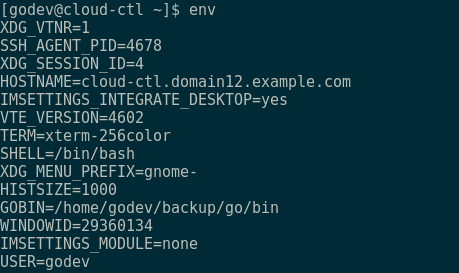 [godev@cloud-ctl ~]$ env
XDG_VTNR=1
SSH_AGENT_PID=4678
XDG_SESSION_ID=4
HOSTNAME=cloud-ctl.domain12.example.com
IMSETTINGS_INTEGRATE_DESKTOP=yes
VTE_VERSION=4602
TERM=xterm-256color
SHELL=/bin/bash
XDG_MENU_PREFIX=gnome-
HISTSIZE=1000
GOBIN=/home/godev/backup/go/bin
WINDOWID=29360134
IMSETTINGS_MODULE=none
USER=godev